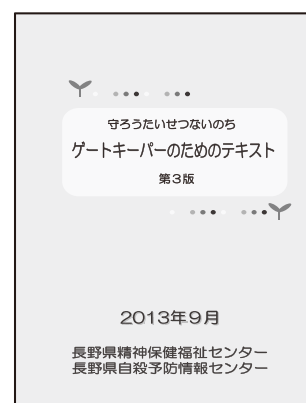 守ろうたいせつないのち
ゲートキーパーのためのテキスト
第3版
2013年9月
長野県精神保健福祉センター
長野県自殺予防情報センター